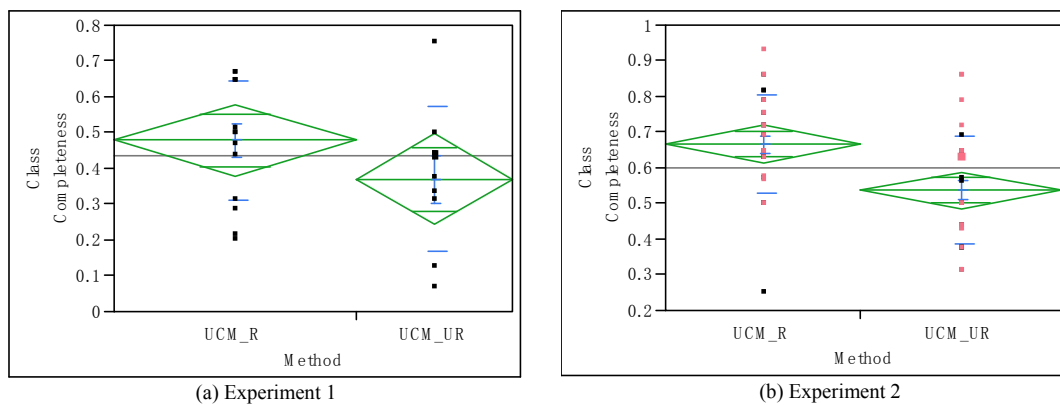 Class
Completeness
0.8
0.7
0.6
0.5
0.4
0.3
0.2
0.1
0
UCM_R
UCM_UR
Method
(a) Experiment 1
Class
Completeness
1
0.9
0.8
0.7
0.6
0.5
0.4
0.3
0.2
UCM_R
UCM_UR
Method
(b) Experiment 2